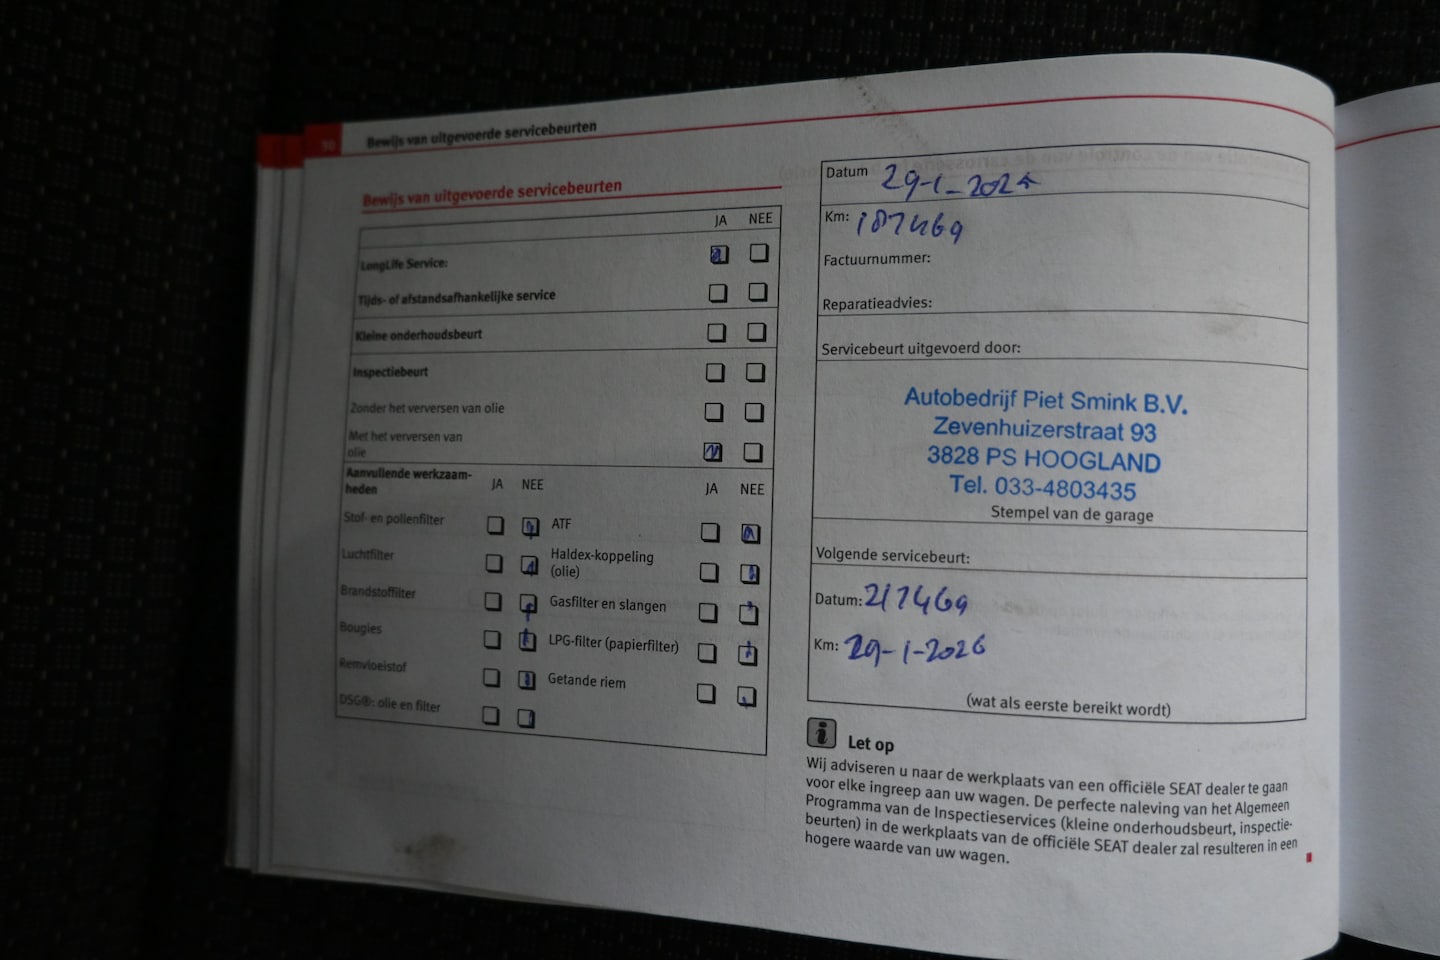 30 Bewijs van uitgevoerde servicebeurten
Bewijs van uitgevoerde servicebeurten
JA NEE
LongLife Service:
Tijds- of afstandsafhankelijke service
Kleine onderhoudsbeurt
Inspectiebeurt
Zonder het verversen van olie
Met het verversen van
olie
Aanvullende werkzaam-
heden
JA NEE
JA NEE
Stof- en pollenfilter
ATF
Luchtfilter
Haldex-koppeling
(olie)
Brandstoffilter
Gasfilter en slangen
Bougies
LPG-filter (papierfilter)
Remvloeistof
Getande riem
DSG®: olie en filter
Datum 29-1-202
Km: 187469
Factuurnummer:
Reparatieadvies:
Servicebeurt uitgevoerd door:
Autobedrijf Piet Smink B.V.
Zevenhuizerstraat 93
3828 PS HOOGLAND
Tel. 033-4803435
Stempel van de garage
Volgende servicebeurt:
Datum: 217469
Km: 29-1-2026
(wat als eerste bereikt wordt)
i Let op
Wij adviseren u naar de werkplaats van een officiële SEAT dealer te gaan
voor elke ingreep aan uw wagen. De perfecte naleving van het Algemeen
Programma van de Inspectieservices (kleine onderhoudsbeurt, inspectie-
beurten) in de werkplaats van de officiële SEAT dealer zal resulteren in een
hogere waarde van uw wagen.